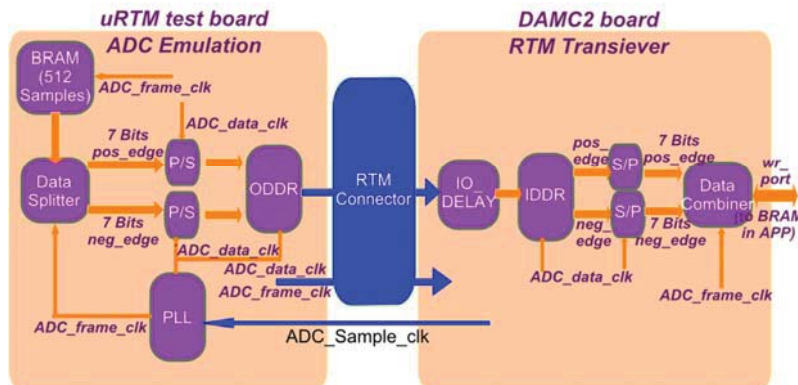 uRTM test board
ADC Emulation
DAMC2 board
RTM Transiever
BRAM
(512
Samples)
ADC_frame_clk
ADC_data_clk
7 Bits
pos_edge
P/S
Data
Splitter
7 Bits
neg_edge
P/S
ODDR
ADC_data_clk
ADC_data_clk
ADC_frame_clk
ADC_frame_clk
PLL
RTM
Connector
ADC_Sample_clk
IO_
DELAY
IDDR
pos_
edge
S/P
7 Bits
pos_edge
neg_
edge
S/P
7 Bits
neg_edge
Data
Combiner
wr_
port
(to BRAM
in APP)
ADC_data_clk
ADC_frame_clk